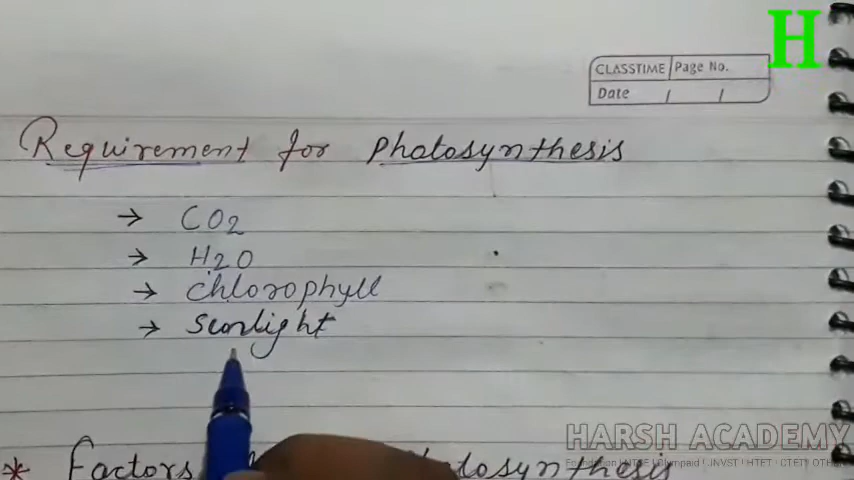 H
CLASSTIME Page No.
Date / /
Requirement for Photosynthesis
→ CO2
→ H2O
→ chlorophyll
→ Sunlight
HARSH ACADEMY
* Factors